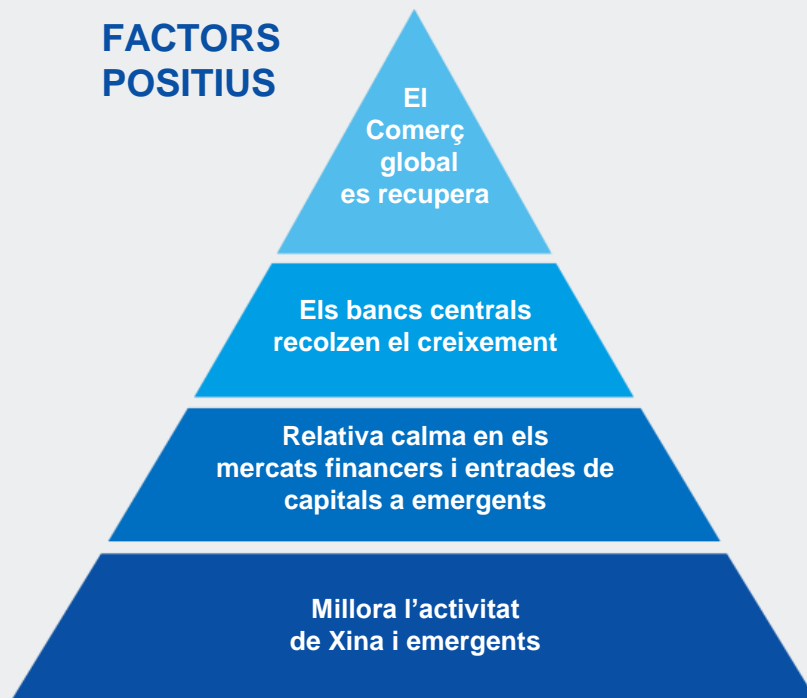 FACTORS
POSITIUS
El
Comerç
global
es recupera
Els bancs centrals
recolzen el creixement
Relativa calma en els
mercats financers i entrades de
capitals a emergents
Millora l’activitat
de Xina i emergents